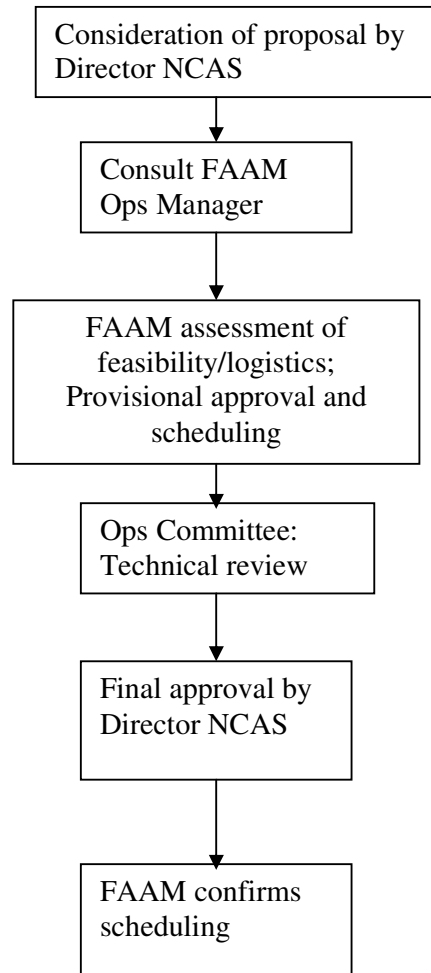 Consideration of proposal by
Director NCAS
Consult FAAM
Ops Manager
FAAM assessment of
feasibility/logistics;
Provisional approval and
scheduling
Ops Committee:
Technical review
Final approval by
Director NCAS
FAAM confirms
scheduling